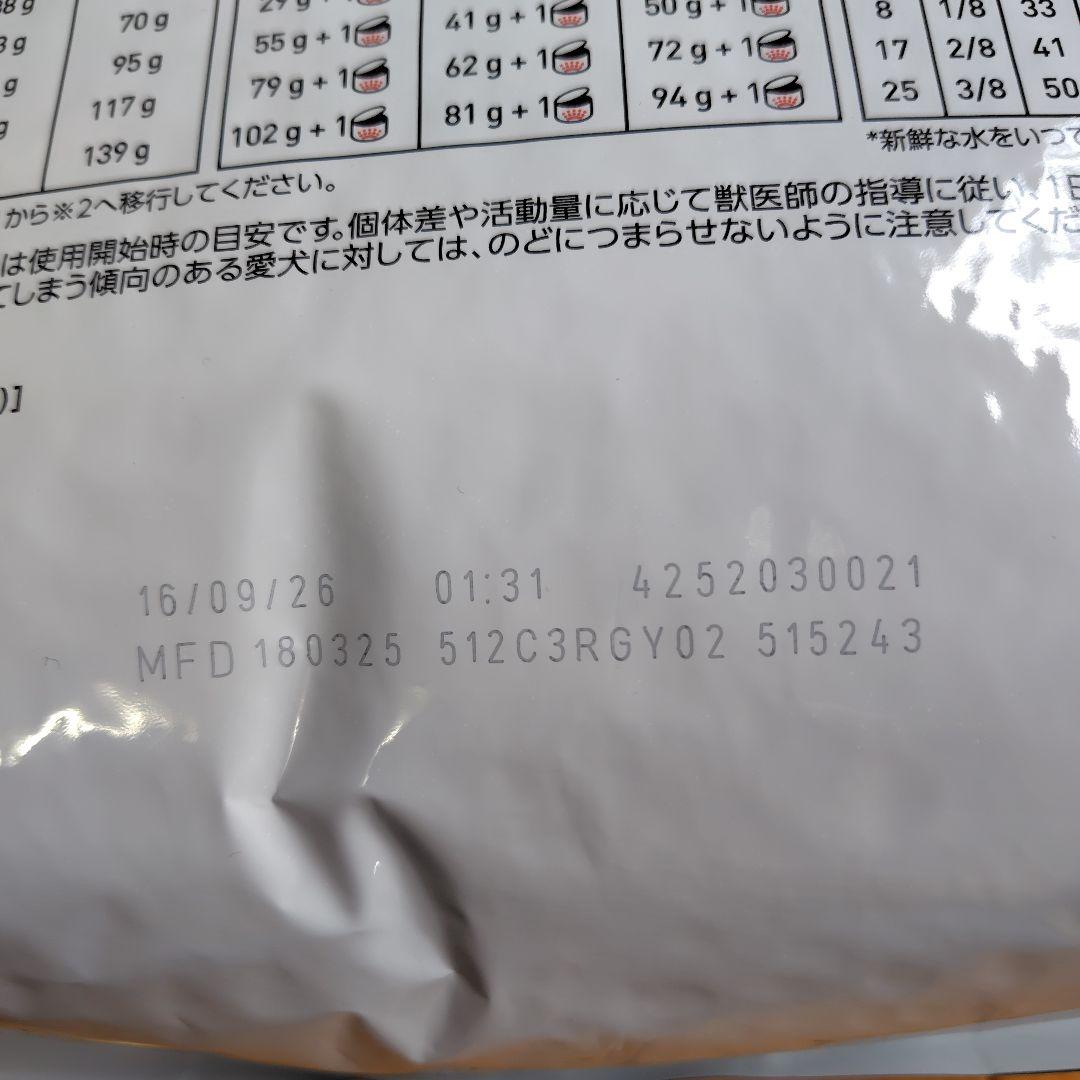 70 g
41 g + 1
50 g + 1
8 1/8 33
55 g + 1
95 g
62 g + 1
72 g + 1
17 2/8 41
79 g + 1
117 g
81 g + 1
94 g + 1
25 3/8 50
102 g + 1
139 g
*新鮮な水をいつで
から※2へ移行してください。
は使用開始時の目安です。個体差や活動量に応じて獣医師の指導に従い、1日
てしまう傾向のある愛犬に対しては、のどにつまらせないように注意してくだ
)]
16/09/26 01:31 4252030021
MFD 180325 512C3RGY02 515243